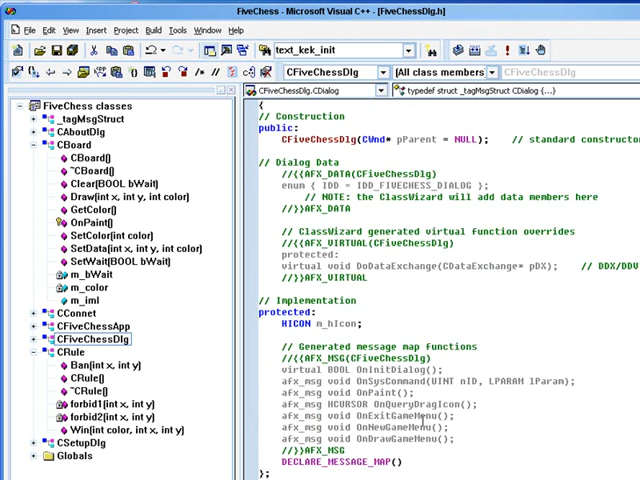 FiveChess - Microsoft Visual C++ - [FiveChessDlg.h]
File Edit View Insert Project Build Tools Window Help
text_kek_init
CFiveChessDlg [All class members] CFiveChessDlg
CFiveChessDlg.CDialog typedef struct _tagMsgStruct CDialog {...}
FiveChess classes
_tagMsgStruct
CAboutDlg
CBoard
CBoard()
~CBoard()
Clear(BOOL bWait)
Draw(int x, int y, int color)
GetColor()
OnPaint()
SetColor(int color)
SetData(int x, int y, int color)
SetWait(BOOL bWait)
m_bWait
m_color
m_iml
CConnet
CFiveChessApp
CFiveChessDlg
CRule
Ban(int x, int y)
CRule()
~CRule()
forbid1(int x, int y)
forbid2(int x, int y)
Win(int color, int x, int y)
CSetupDlg
Globals
{
// Construction
public:
CFiveChessDlg(CWnd* pParent = NULL); // standard constructo
// Dialog Data
//{{AFX_DATA(CFiveChessDlg)
enum { IDD = IDD_FIVECHESS_DIALOG };
// NOTE: the ClassWizard will add data members here
//}}AFX_DATA
// ClassWizard generated virtual function overrides
//{{AFX_VIRTUAL(CFiveChessDlg)
protected:
virtual void DoDataExchange(CDataExchange* pDX); // DDX/DDV
//}}AFX_VIRTUAL
// Implementation
protected:
HICON m_hIcon;
// Generated message map functions
//{{AFX_MSG(CFiveChessDlg)
virtual BOOL OnInitDialog();
afx_msg void OnSysCommand(UINT nID, LPARAM lParam);
afx_msg void OnPaint();
afx_msg HCURSOR OnQueryDragIcon();
afx_msg void OnExitGameMenu();
afx_msg void OnNewGameMenu();
afx_msg void OnDrawGameMenu();
//}}AFX_MSG
DECLARE_MESSAGE_MAP()
};